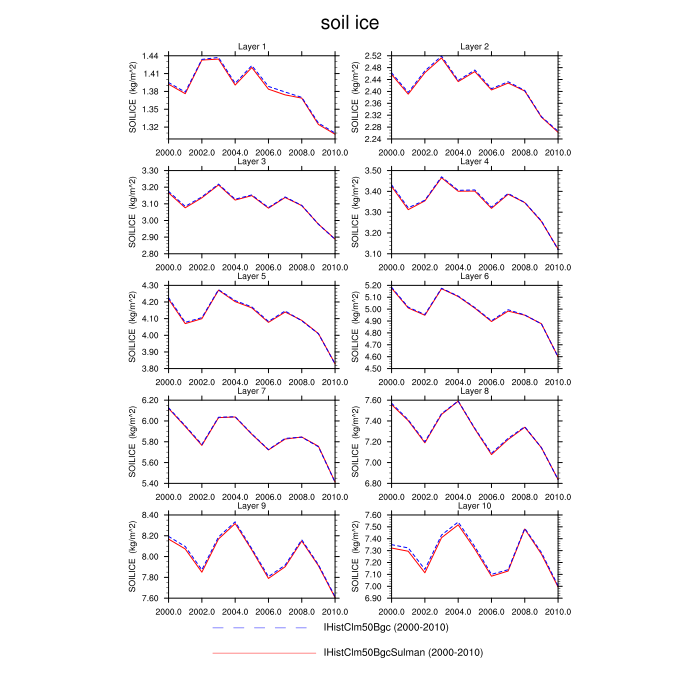 soil ice
Layer 1
SOILICE (kg/m^2)
1.44
1.41
1.38
1.35
1.32
2000.0 2002.0 2004.0 2006.0 2008.0 2010.0
Layer 2
SOILICE (kg/m^2)
2.52
2.48
2.44
2.40
2.36
2.32
2.28
2.24
2000.0 2002.0 2004.0 2006.0 2008.0 2010.0
Layer 3
SOILICE (kg/m^2)
3.30
3.20
3.10
3.00
2.90
2.80
2000.0 2002.0 2004.0 2006.0 2008.0 2010.0
Layer 4
SOILICE (kg/m^2)
3.50
3.40
3.30
3.20
3.10
2000.0 2002.0 2004.0 2006.0 2008.0 2010.0
Layer 5
SOILICE (kg/m^2)
4.30
4.20
4.10
4.00
3.90
3.80
2000.0 2002.0 2004.0 2006.0 2008.0 2010.0
Layer 6
SOILICE (kg/m^2)
5.20
5.10
5.00
4.90
4.80
4.70
4.60
4.50
2000.0 2002.0 2004.0 2006.0 2008.0 2010.0
Layer 7
SOILICE (kg/m^2)
6.20
6.00
5.80
5.60
5.40
2000.0 2002.0 2004.0 2006.0 2008.0 2010.0
Layer 8
SOILICE (kg/m^2)
7.60
7.40
7.20
7.00
6.80
2000.0 2002.0 2004.0 2006.0 2008.0 2010.0
Layer 9
SOILICE (kg/m^2)
8.40
8.20
8.00
7.80
7.60
2000.0 2002.0 2004.0 2006.0 2008.0 2010.0
Layer 10
SOILICE (kg/m^2)
7.60
7.50
7.40
7.30
7.20
7.10
7.00
6.90
2000.0 2002.0 2004.0 2006.0 2008.0 2010.0
IHistClm50Bgc (2000-2010)
IHistClm50BgcSulman (2000-2010)